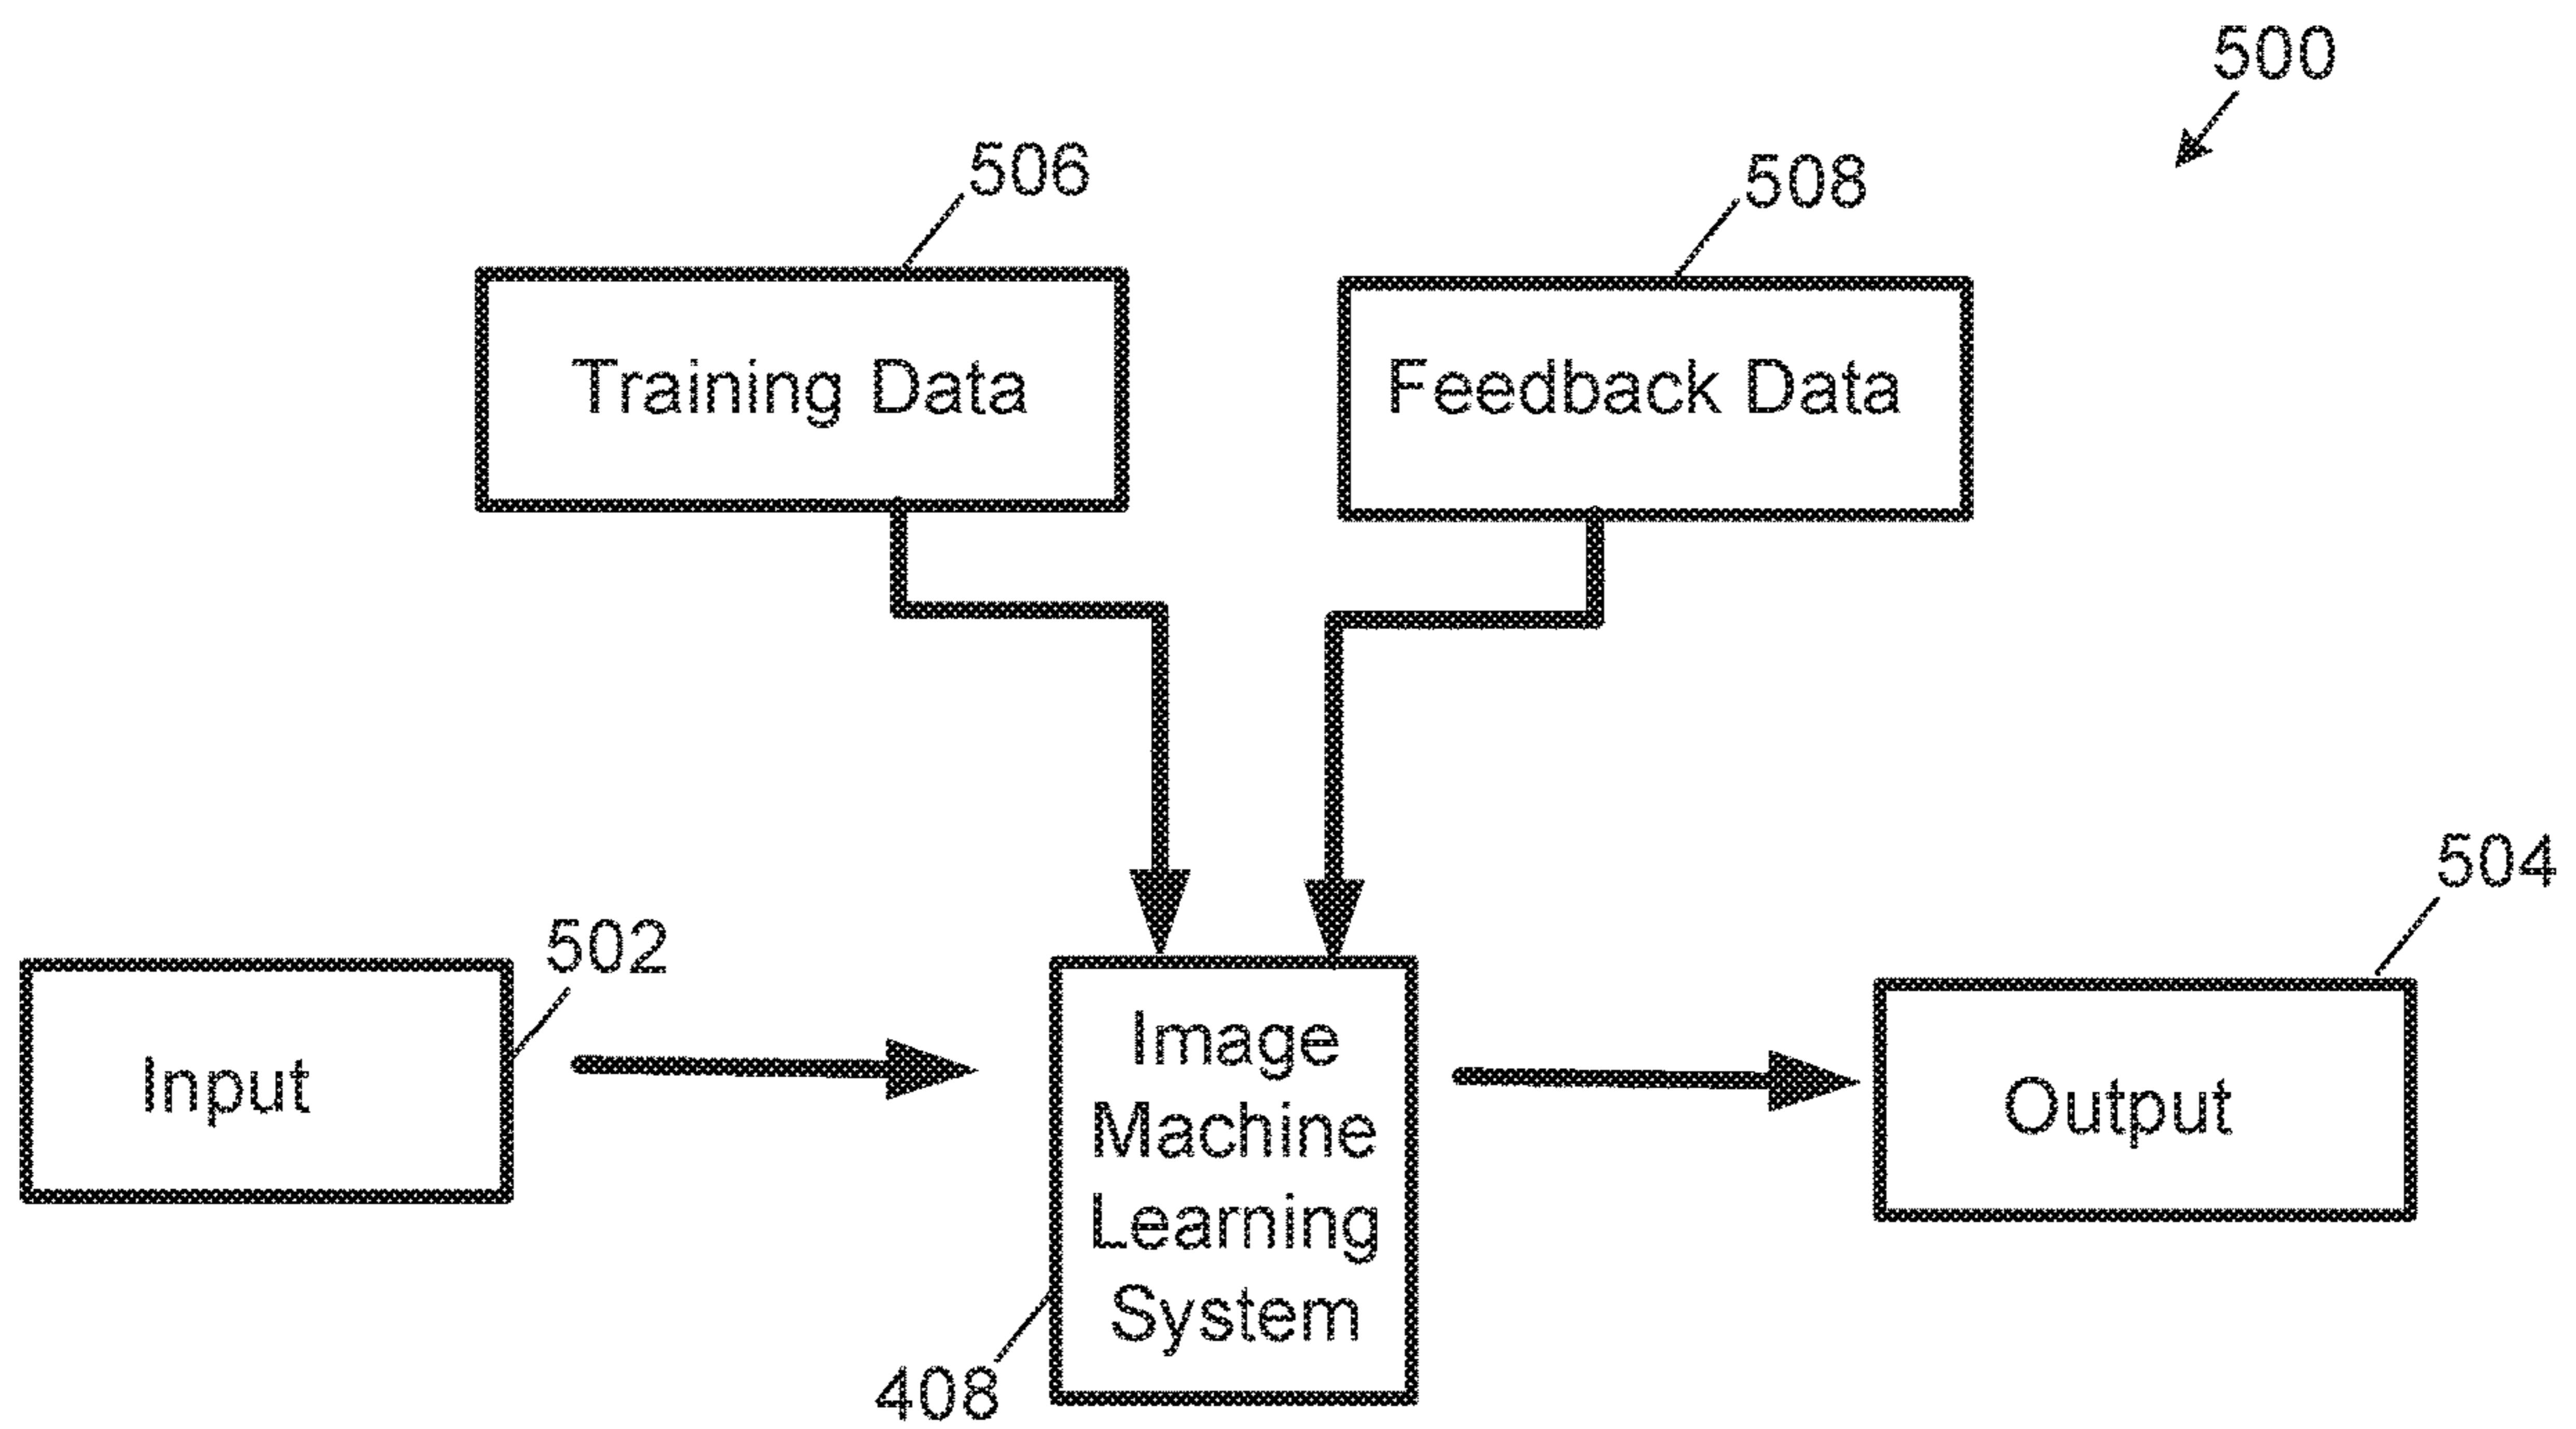 500
506
508
Training Data
Feedback Data
504
502
Input
Image
Machine
Learning
System
Output
408